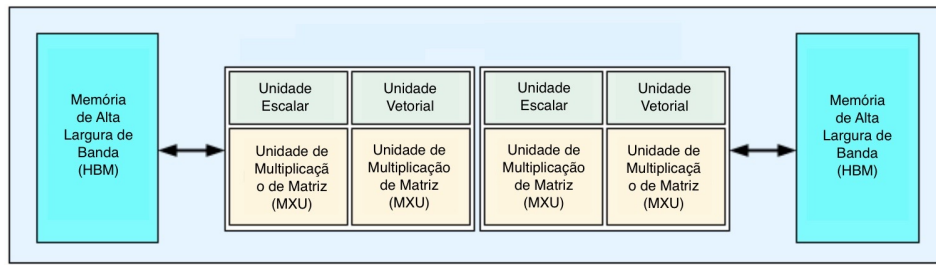 Memória
de Alta
Largura de
Banda
(HBM)
Unidade
Escalar
Unidade
Vetorial
Unidade de
Multiplicaçã
o de Matriz
(MXU)
Unidade de
Multiplicação
de Matriz
(MXU)
Unidade
Escalar
Unidade
Vetorial
Unidade de
Multiplicação
de Matriz
(MXU)
Unidade de
Multiplicaçã
o de Matriz
(MXU)
Memória
de Alta
Largura de
Banda
(HBM)